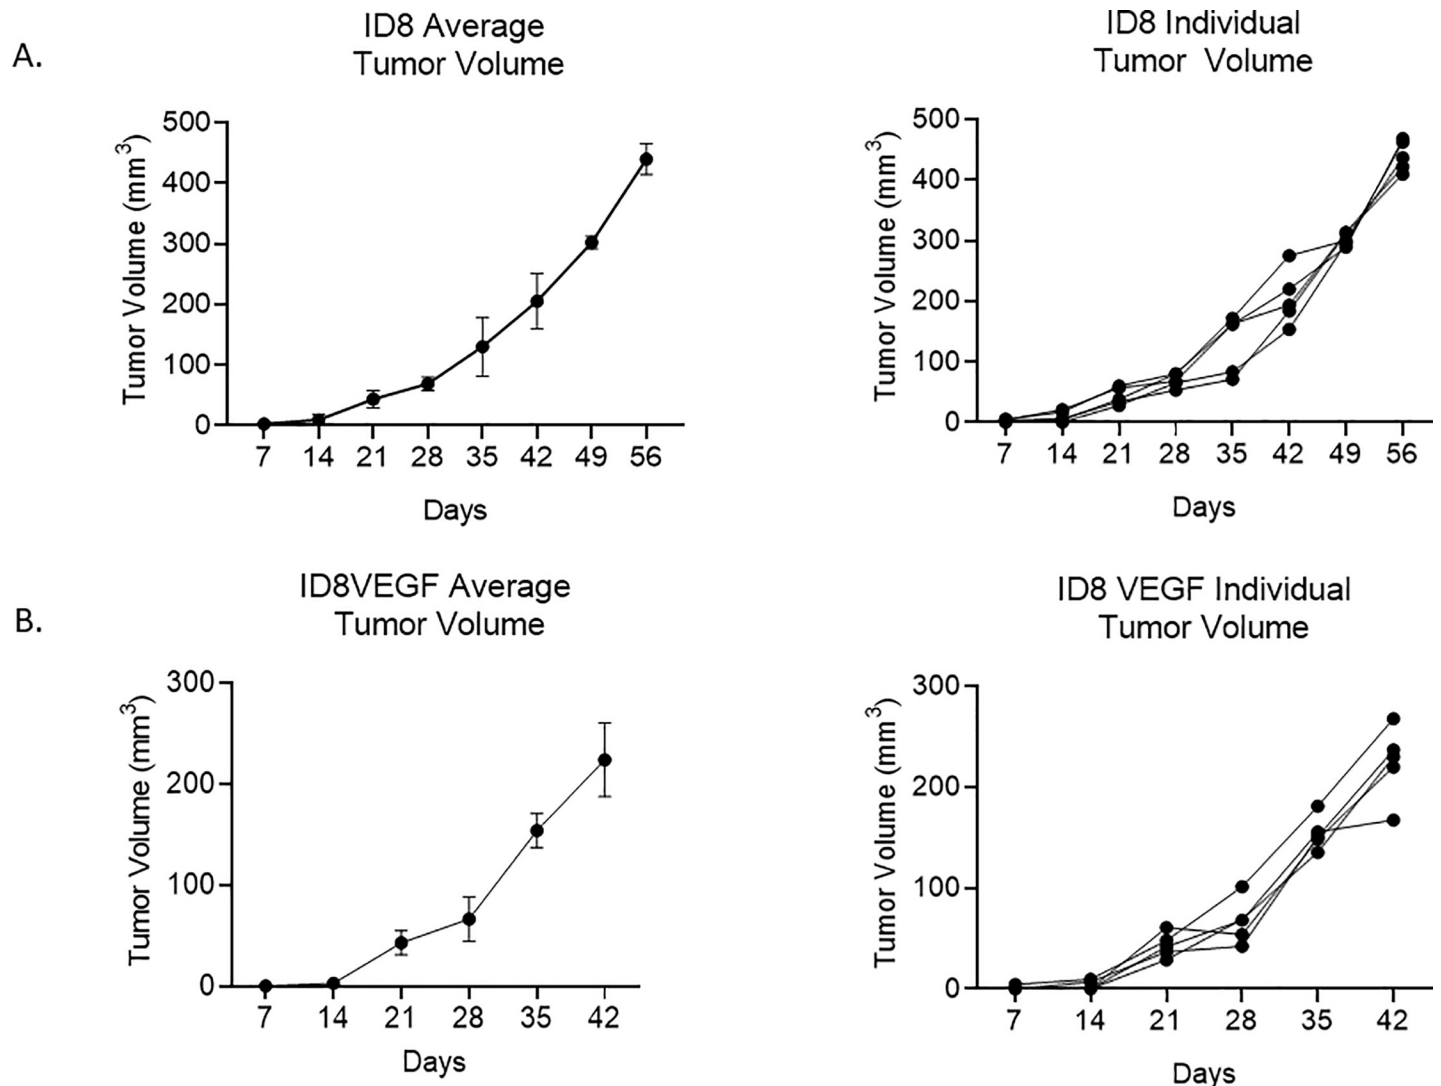 A.
ID8 Average
Tumor Volume
Tumor Volume (mm³)
500
400
300
200
100
0
7 14 21 28 35 42 49 56
Days
ID8 Individual
Tumor Volume
Tumor Volume (mm³)
500
400
300
200
100
0
7 14 21 28 35 42 49 56
Days
B.
ID8VEGF Average
Tumor Volume
Tumor Volume (mm³)
300
200
100
0
7 14 21 28 35 42
Days
ID8 VEGF Individual
Tumor Volume
Tumor Volume (mm³)
300
200
100
0
7 14 21 28 35 42
Days